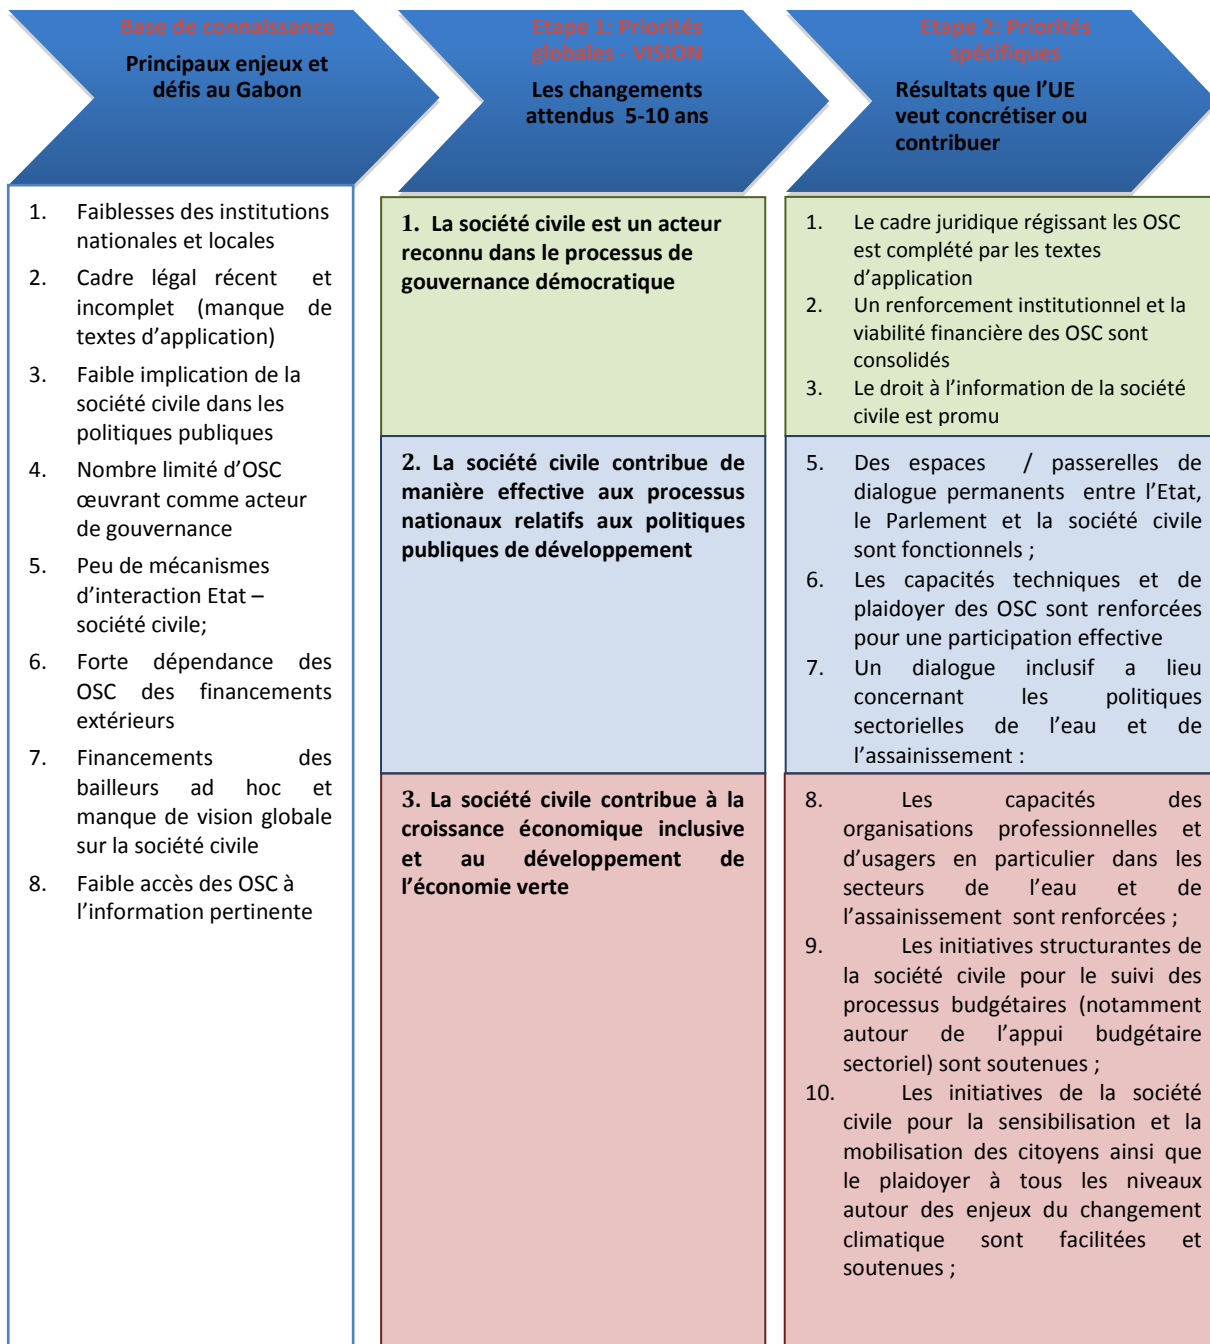 Base de connaissance
Principaux enjeux et
défis au Gabon
Etape 1: Priorités
globales - VISION
Les changements
attendus 5-10 ans
Etape 2: Priorités
spécifiques
Résultats que l’UE
veut concrétiser ou
contribuer
1. Faiblesses des institutions
nationales et locales
2. Cadre légal récent et
incomplet (manque de
textes d’application)
3. Faible implication de la
société civile dans les
politiques publiques
4. Nombre limité d’OSC
œuvrant comme acteur
de gouvernance
5. Peu de mécanismes
d’interaction Etat –
société civile;
6. Forte dépendance des
OSC des financements
extérieurs
7. Financements des
bailleurs ad hoc et
manque de vision globale
sur la société civile
8. Faible accès des OSC à
l’information pertinente
1. La société civile est un acteur
reconnu dans le processus de
gouvernance démocratique
2. La société civile contribue de
manière effective aux processus
nationaux relatifs aux politiques
publiques de développement
3. La société civile contribue à la
croissance économique inclusive
et au développement de
l’économie verte
1. Le cadre juridique régissant les OSC
est complété par les textes
d’application
2. Un renforcement institutionnel et la
viabilité financière des OSC sont
consolidés
3. Le droit à l’information de la société
civile est promu
5. Des espaces / passerelles de
dialogue permanents entre l’Etat,
le Parlement et la société civile
sont fonctionnels ;
6. Les capacités techniques et de
plaidoyer des OSC sont renforcées
pour une participation effective
7. Un dialogue inclusif a lieu
concernant les politiques
sectorielles de l’eau et de
l’assainissement :
8. Les capacités des
organisations professionnelles et
d’usagers en particulier dans les
secteurs de l’eau et de
l’assainissement sont renforcées ;
9. Les initiatives structurantes de
la société civile pour le suivi des
processus budgétaires (notamment
autour de l’appui budgétaire
sectoriel) sont soutenues ;
10. Les initiatives de la société
civile pour la sensibilisation et la
mobilisation des citoyens ainsi que
le plaidoyer à tous les niveaux
autour des enjeux du changement
climatique sont facilitées et
soutenues ;